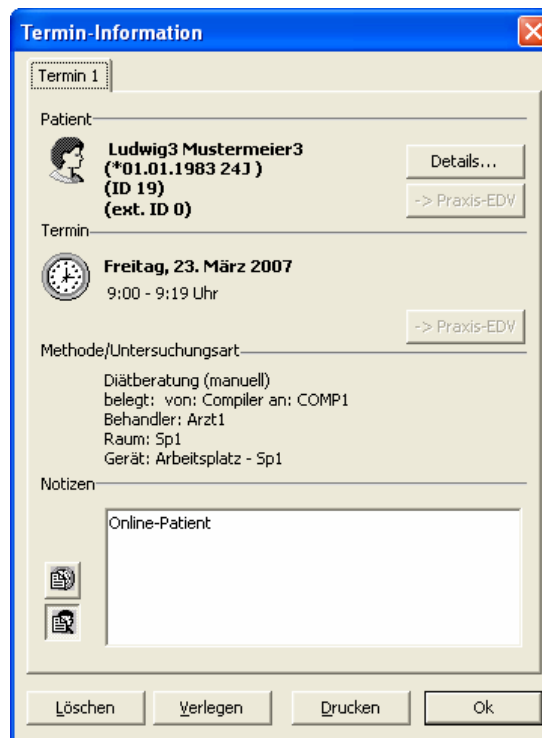 Termin-Information
Termin 1
Patient
Ludwig3 Mustermeier3
(*01.01.1983 24J )
(ID 19)
(ext. ID 0)
Details...
-> Praxis-EDV
Termin
Freitag, 23. März 2007
9:00 - 9:19 Uhr
-> Praxis-EDV
Methode/Untersuchungsart
Diätberatung (manuell)
belegt: von: Compiler an: COMP1
Behandler: Arzt1
Raum: Sp1
Gerät: Arbeitsplatz - Sp1
Notizen
Online-Patient
Löschen Verlegen Drucken Ok